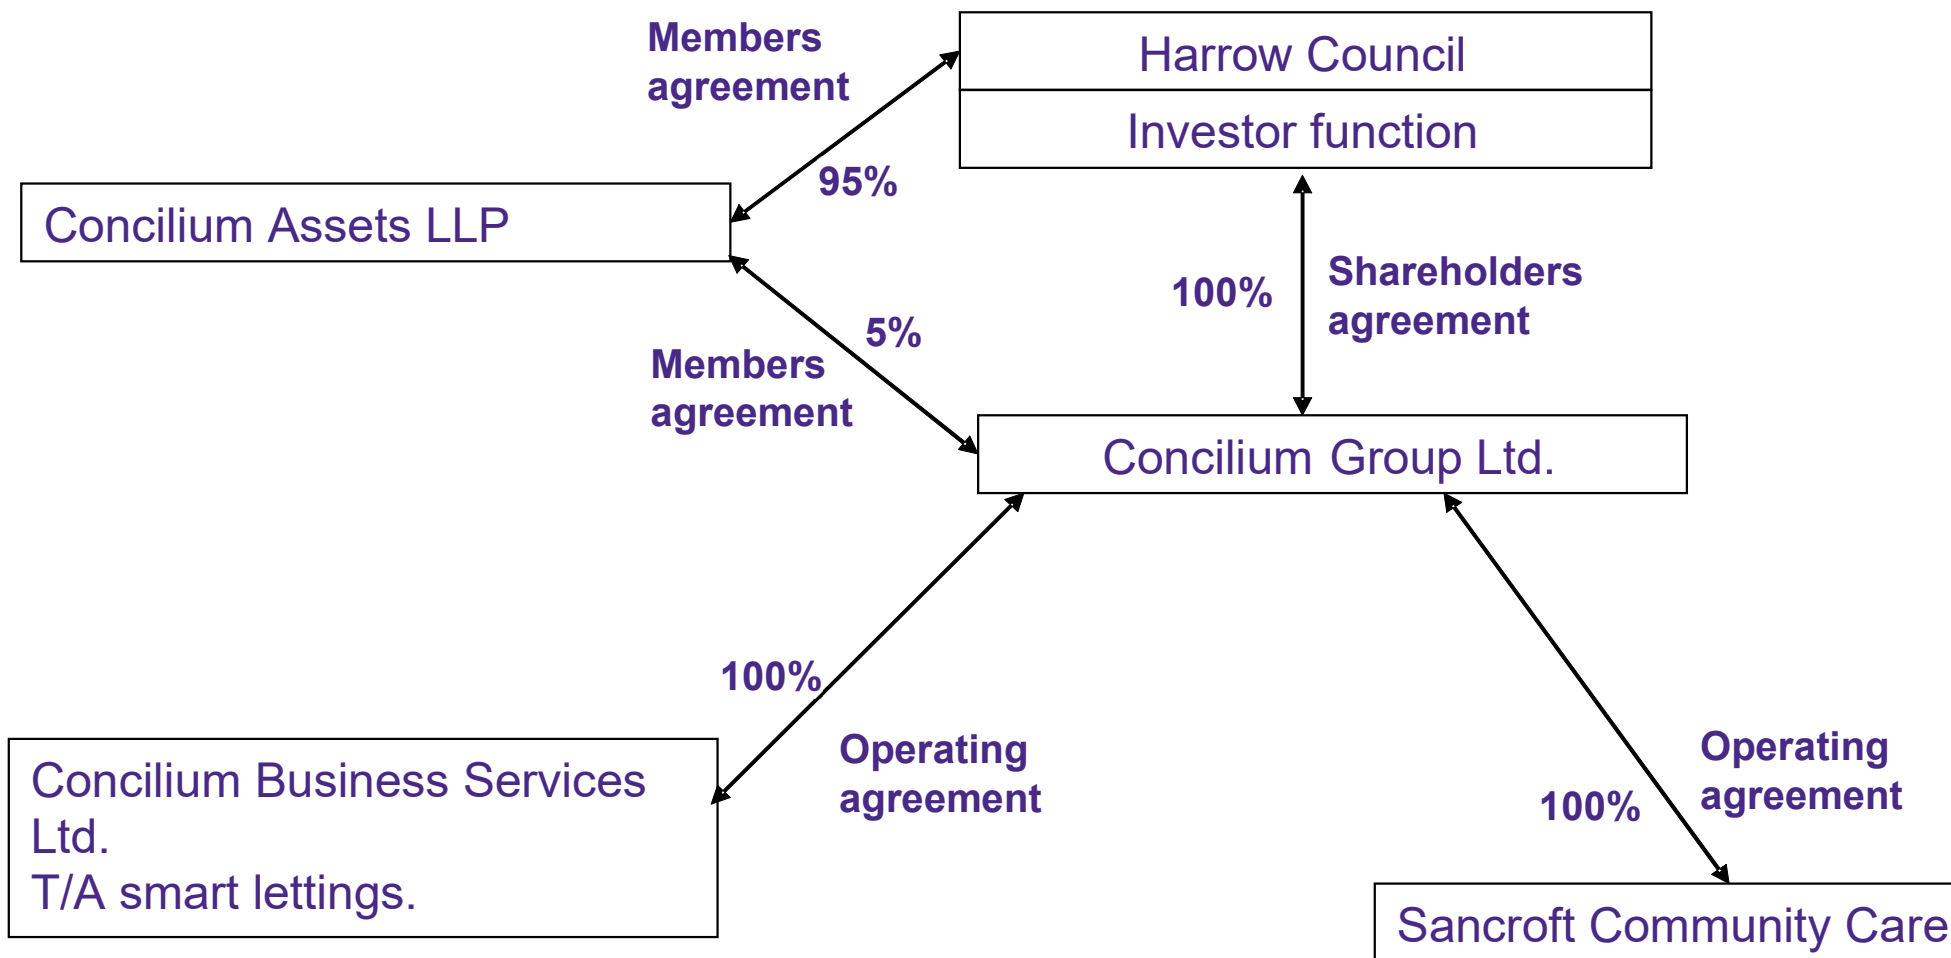 Members
agreement
Harrow Council
Investor function
95%
Concilium Assets LLP
100%
Shareholders
agreement
5%
Members
agreement
Concilium Group Ltd.
100%
Operating
agreement
Concilium Business Services
Ltd.
T/A smart lettings.
Operating
agreement
100%
Sancroft Community Care